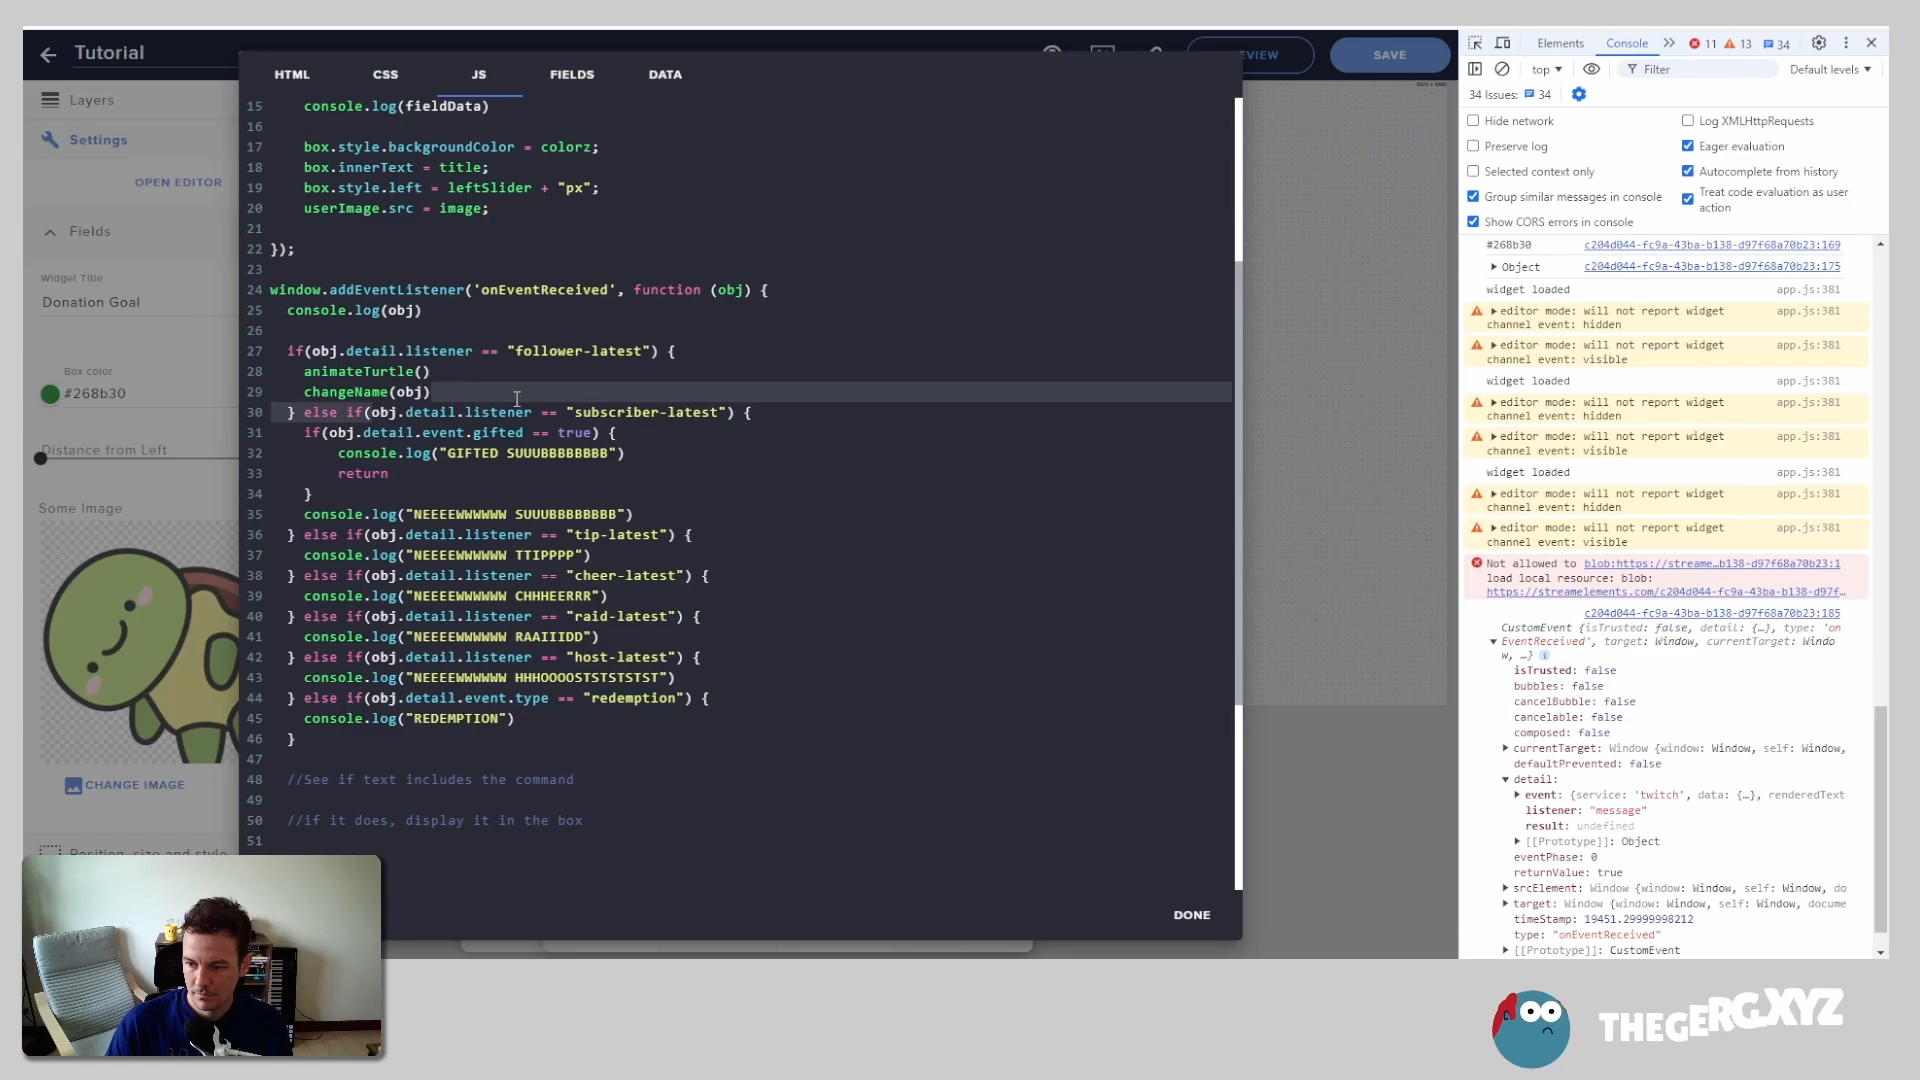 Tutorial
Layers
Settings
OPEN EDITOR
Fields
Widget Title
Donation Goal
Box color
#268b30
Distance from Left
Some Image
CHANGE IMAGE
Position, size and style
SAVE
HTML CSS JS FIELDS DATA
15 console.log(fieldData)
16
17 box.style.backgroundColor = colorz;
18 box.innerText = title;
19 box.style.left = leftSlider + "px";
20 userImage.src = image;
21
22 });
23
24 window.addEventListener('onEventReceived', function (obj) {
25 console.log(obj)
26
27 if(obj.detail.listener == "follower-latest") {
28 animateTurtle()
29 changeName(obj)
30 } else if(obj.detail.listener == "subscriber-latest") {
31 if(obj.detail.event.gifted == true) {
32 console.log("GIFTED SUUUBBBBBBBB")
33 return
34 }
35 console.log("NEEEEWWWWWW SUUUBBBBBBBB")
36 } else if(obj.detail.listener == "tip-latest") {
37 console.log("NEEEEWWWWWW TTIPPPP")
38 } else if(obj.detail.listener == "cheer-latest") {
39 console.log("NEEEEWWWWWW CHHHEERRR")
40 } else if(obj.detail.listener == "raid-latest") {
41 console.log("NEEEEWWWWWW RAAIIIDD")
42 } else if(obj.detail.listener == "host-latest") {
43 console.log("NEEEEWWWWWW HHHOOOOSTSTSTSTST")
44 } else if(obj.detail.event.type == "redemption") {
45 console.log("REDEMPTION")
46 }
47
48 //See if text includes the command
49
50 //if it does, display it in the box
51
DONE
Elements Console 11 13 34
top Filter Default levels
34 Issues: 34
Hide network Log XMLHttpRequests
Preserve log Eager evaluation
Selected context only Autocomplete from history
Group similar messages in console Treat code evaluation as user action
Show CORS errors in console
#268b30 c204d044-fc9a-43ba-b138-d97f68a70b23:169
Object c204d044-fc9a-43ba-b138-d97f68a70b23:175
widget loaded app.js:381
editor mode: will not report widget app.js:381
channel event: hidden
editor mode: will not report widget app.js:381
channel event: visible
widget loaded app.js:381
editor mode: will not report widget app.js:381
channel event: hidden
editor mode: will not report widget app.js:381
channel event: visible
widget loaded app.js:381
editor mode: will not report widget app.js:381
channel event: hidden
editor mode: will not report widget app.js:381
channel event: visible
Not allowed to blob:https://streame…b138-d97f68a70b23:1
load local resource: blob:
https://streamelements.com/c204d044-fc9a-43ba-b138-d97f…
c204d044-fc9a-43ba-b138-d97f68a70b23:185
CustomEvent {isTrusted: false, detail: {…}, type: 'on
EventReceived', target: Window, currentTarget: Windo
w, …}
isTrusted: false
bubbles: false
cancelBubble: false
cancelable: false
composed: false
currentTarget: Window {window: Window, self: Window,
defaultPrevented: false
detail:
event: {service: 'twitch', data: {…}, renderedText
listener: "message"
result: undefined
[[Prototype]]: Object
eventPhase: 0
returnValue: true
srcElement: Window {window: Window, self: Window, do
target: Window {window: Window, self: Window, docume
timeStamp: 19451.29999998212
type: "onEventReceived"
[[Prototype]]: CustomEvent
THEGERG.XYZ